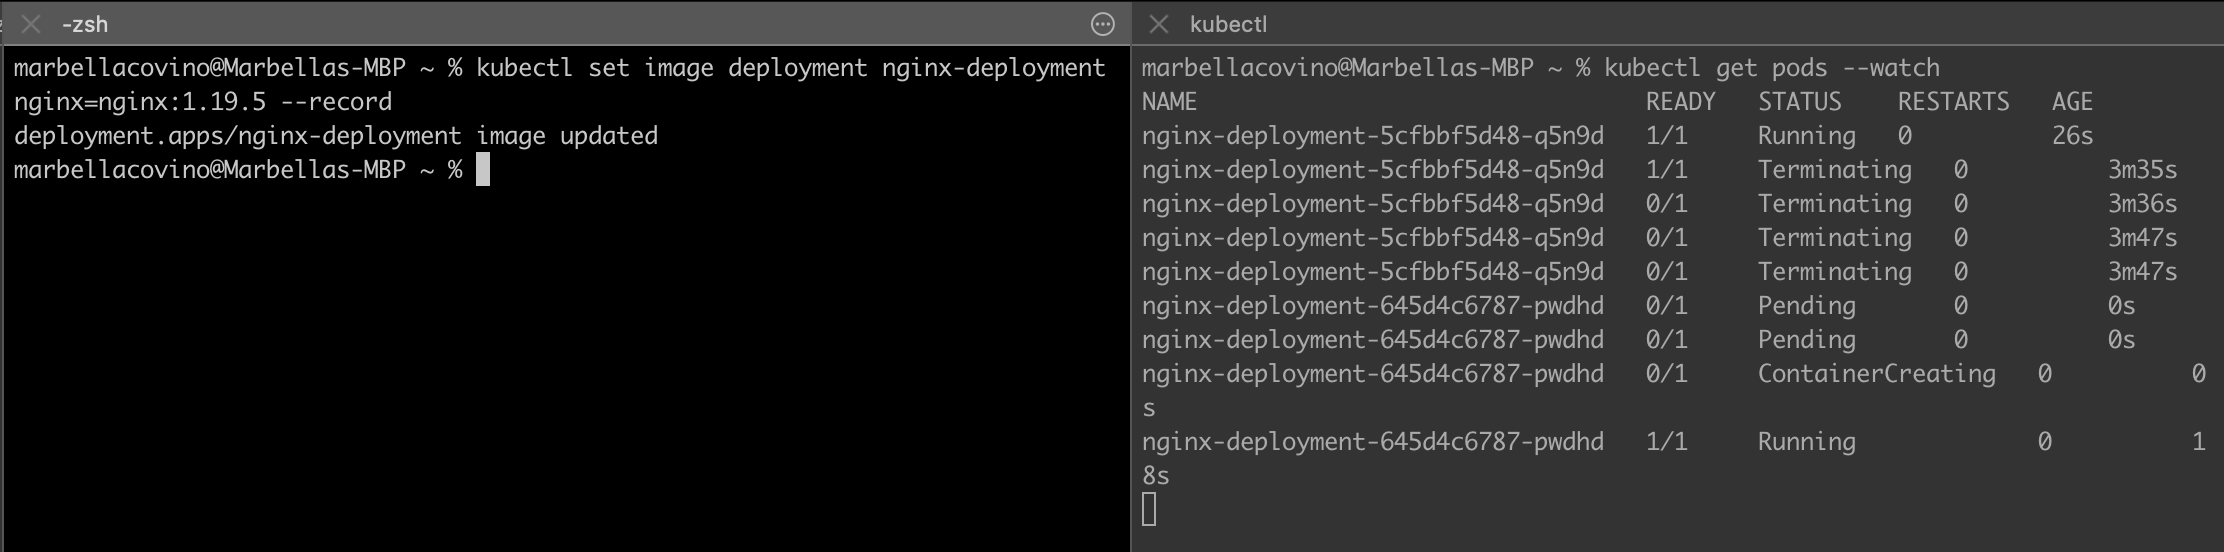 -zsh
marbellacovino@Marbellas-MBP ~ % kubectl set image deployment nginx-deployment
nginx=nginx:1.19.5 --record
deployment.apps/nginx-deployment image updated
marbellacovino@Marbellas-MBP ~ %
kubectl
marbellacovino@Marbellas-MBP ~ % kubectl get pods --watch
NAME READY STATUS RESTARTS AGE
nginx-deployment-5cfbbf5d48-q5n9d 1/1 Running 0 26s
nginx-deployment-5cfbbf5d48-q5n9d 1/1 Terminating 0 3m35s
nginx-deployment-5cfbbf5d48-q5n9d 0/1 Terminating 0 3m36s
nginx-deployment-5cfbbf5d48-q5n9d 0/1 Terminating 0 3m47s
nginx-deployment-5cfbbf5d48-q5n9d 0/1 Terminating 0 3m47s
nginx-deployment-645d4c6787-pwdhd 0/1 Pending 0 0s
nginx-deployment-645d4c6787-pwdhd 0/1 Pending 0 0s
nginx-deployment-645d4c6787-pwdhd 0/1 ContainerCreating 0 0
s
nginx-deployment-645d4c6787-pwdhd 1/1 Running 0 1
8s